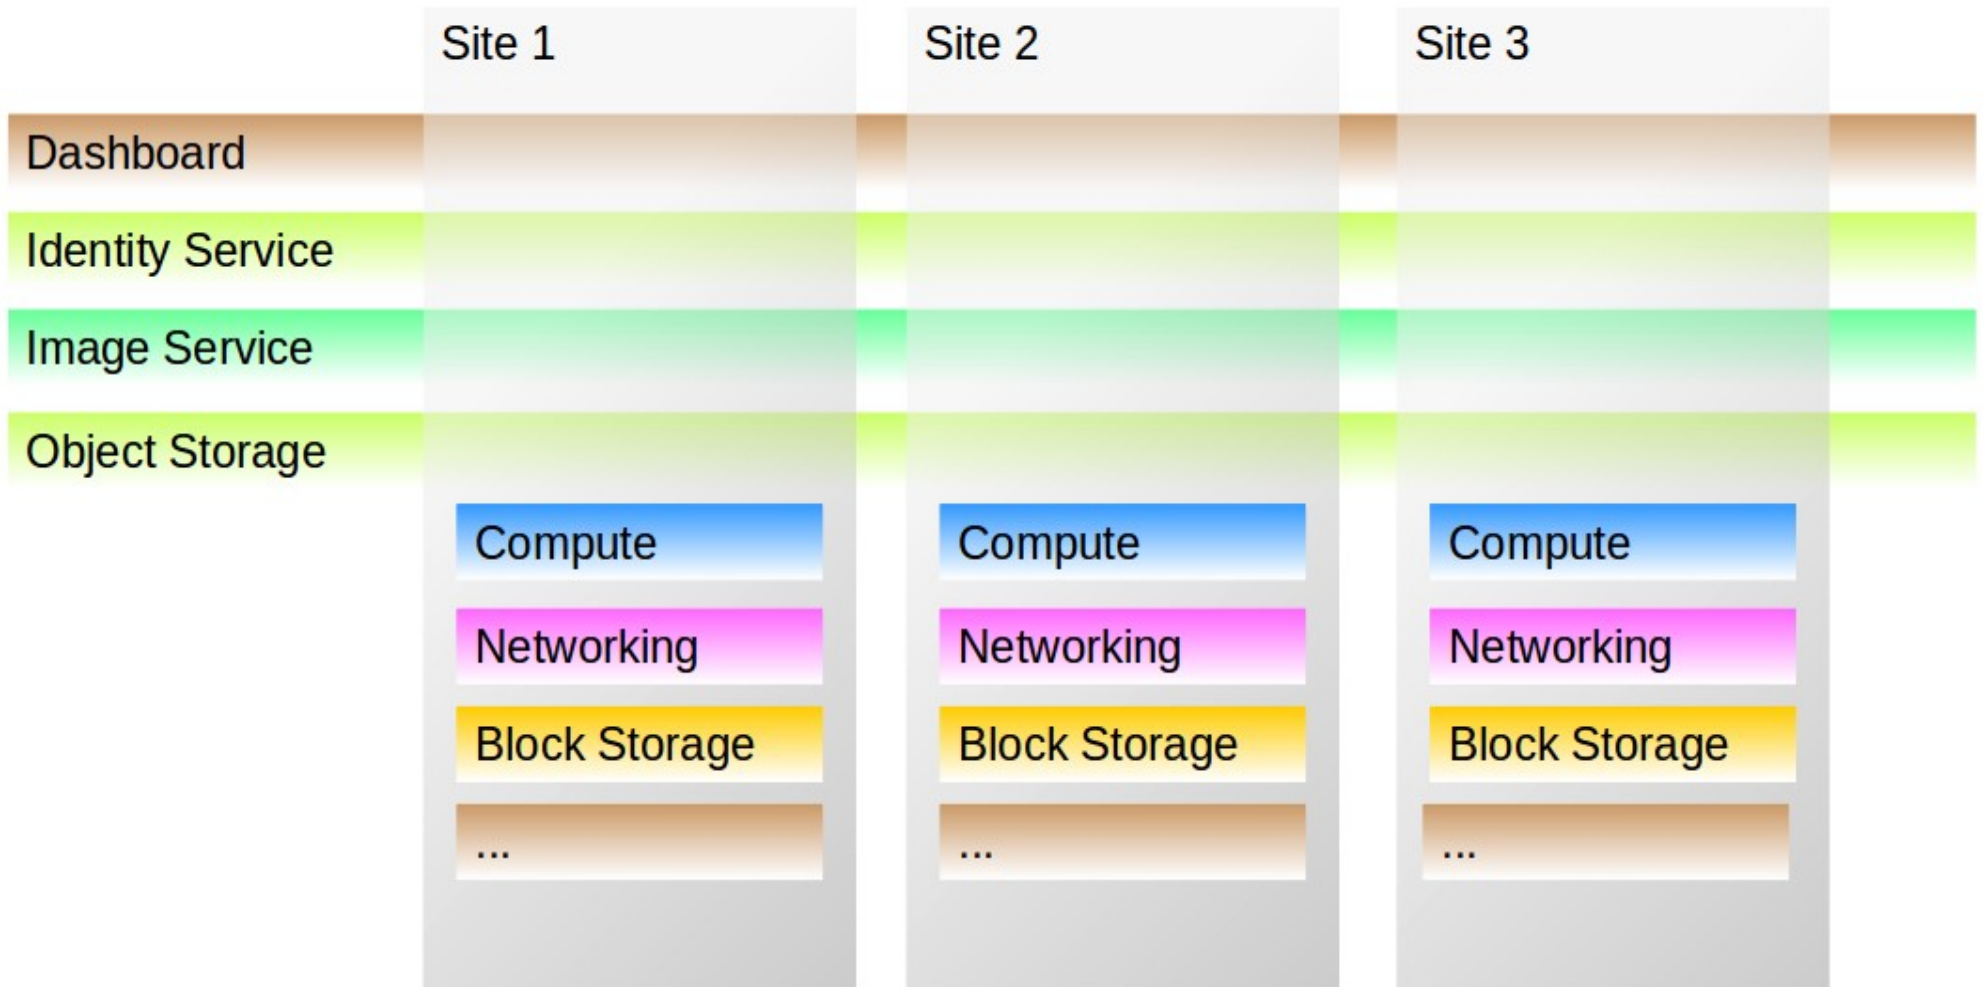 Site 1
Site 2
Site 3
Dashboard
Identity Service
Image Service
Object Storage
Compute
Compute
Compute
Networking
Networking
Networking
Block Storage
Block Storage
Block Storage
...
...
...